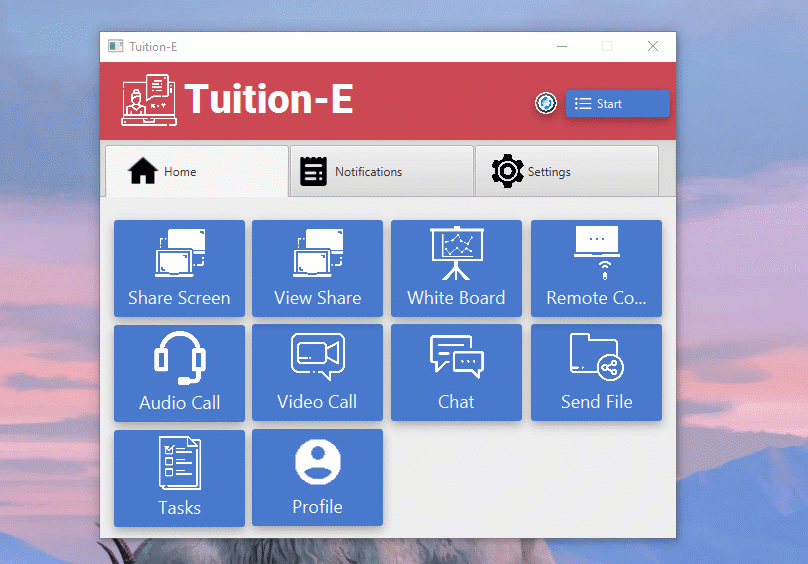 Tuition-E
Tuition-E
Start
Home
Notifications
Settings
Share Screen
View Share
White Board
Remote Co...
Audio Call
Video Call
Chat
Send File
Tasks
Profile